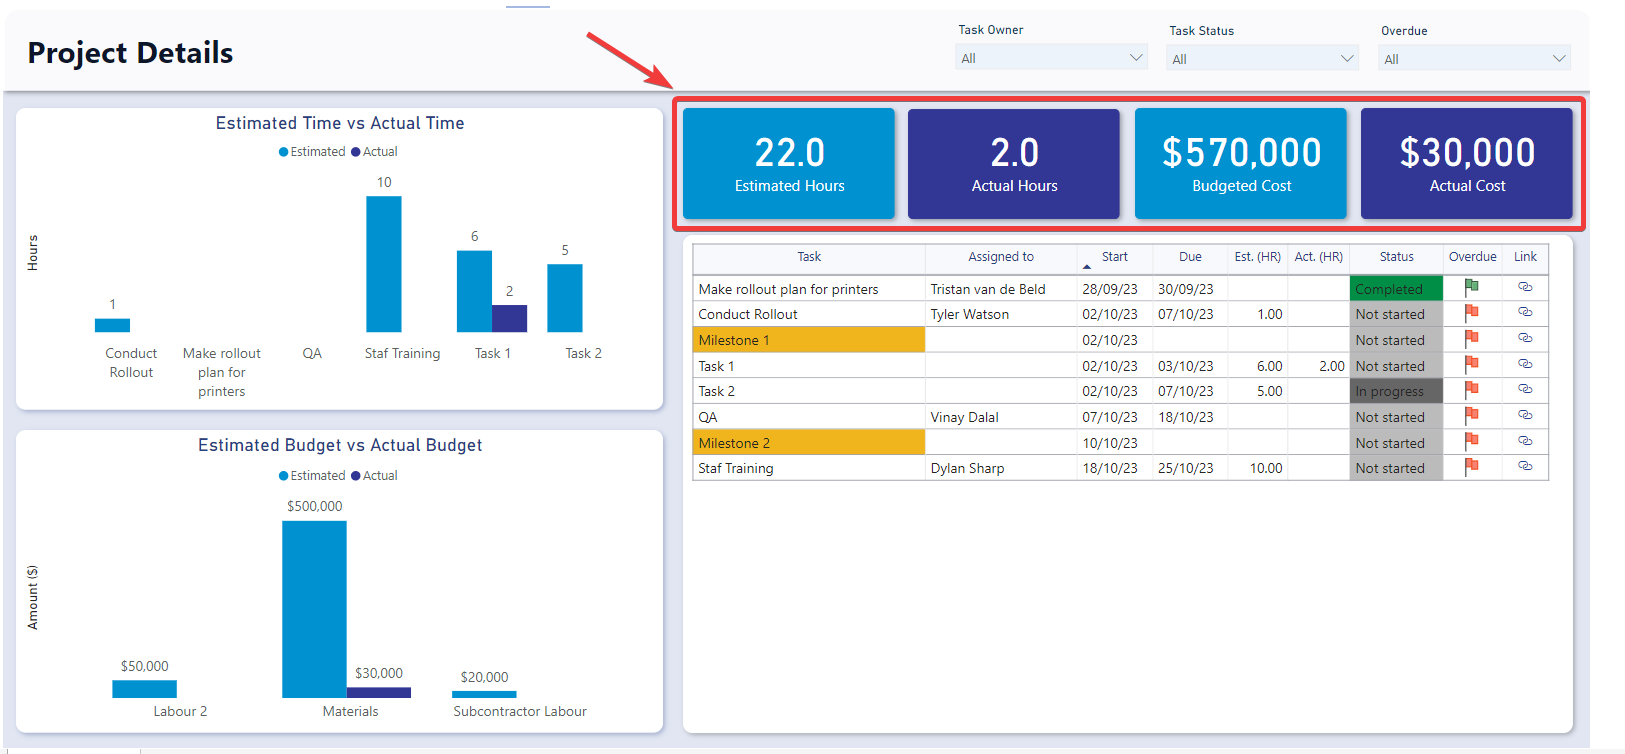 Project Details
Task Owner
All
Task Status
All
Overdue
All
Estimated Time vs Actual Time
Estimated Actual
10
6
5
2
1
Hours
Conduct Rollout
Make rollout plan for printers
QA
Staf Training
Task 1
Task 2
Estimated Budget vs Actual Budget
Estimated Actual
$500,000
$50,000
$30,000
$20,000
Amount ($)
Labour 2
Materials
Subcontractor Labour
22.0
Estimated Hours
2.0
Actual Hours
$570,000
Budgeted Cost
$30,000
Actual Cost
Task Assigned to Start Due Est. (HR) Act. (HR) Status Overdue Link
Make rollout plan for printers Tristan van de Beld 28/09/23 30/09/23 Completed
Conduct Rollout Tyler Watson 02/10/23 07/10/23 1.00 Not started
Milestone 1 02/10/23 Not started
Task 1 02/10/23 03/10/23 6.00 2.00 Not started
Task 2 02/10/23 07/10/23 5.00 In progress
QA Vinay Dalal 07/10/23 18/10/23 Not started
Milestone 2 10/10/23 Not started
Staf Training Dylan Sharp 18/10/23 25/10/23 10.00 Not started